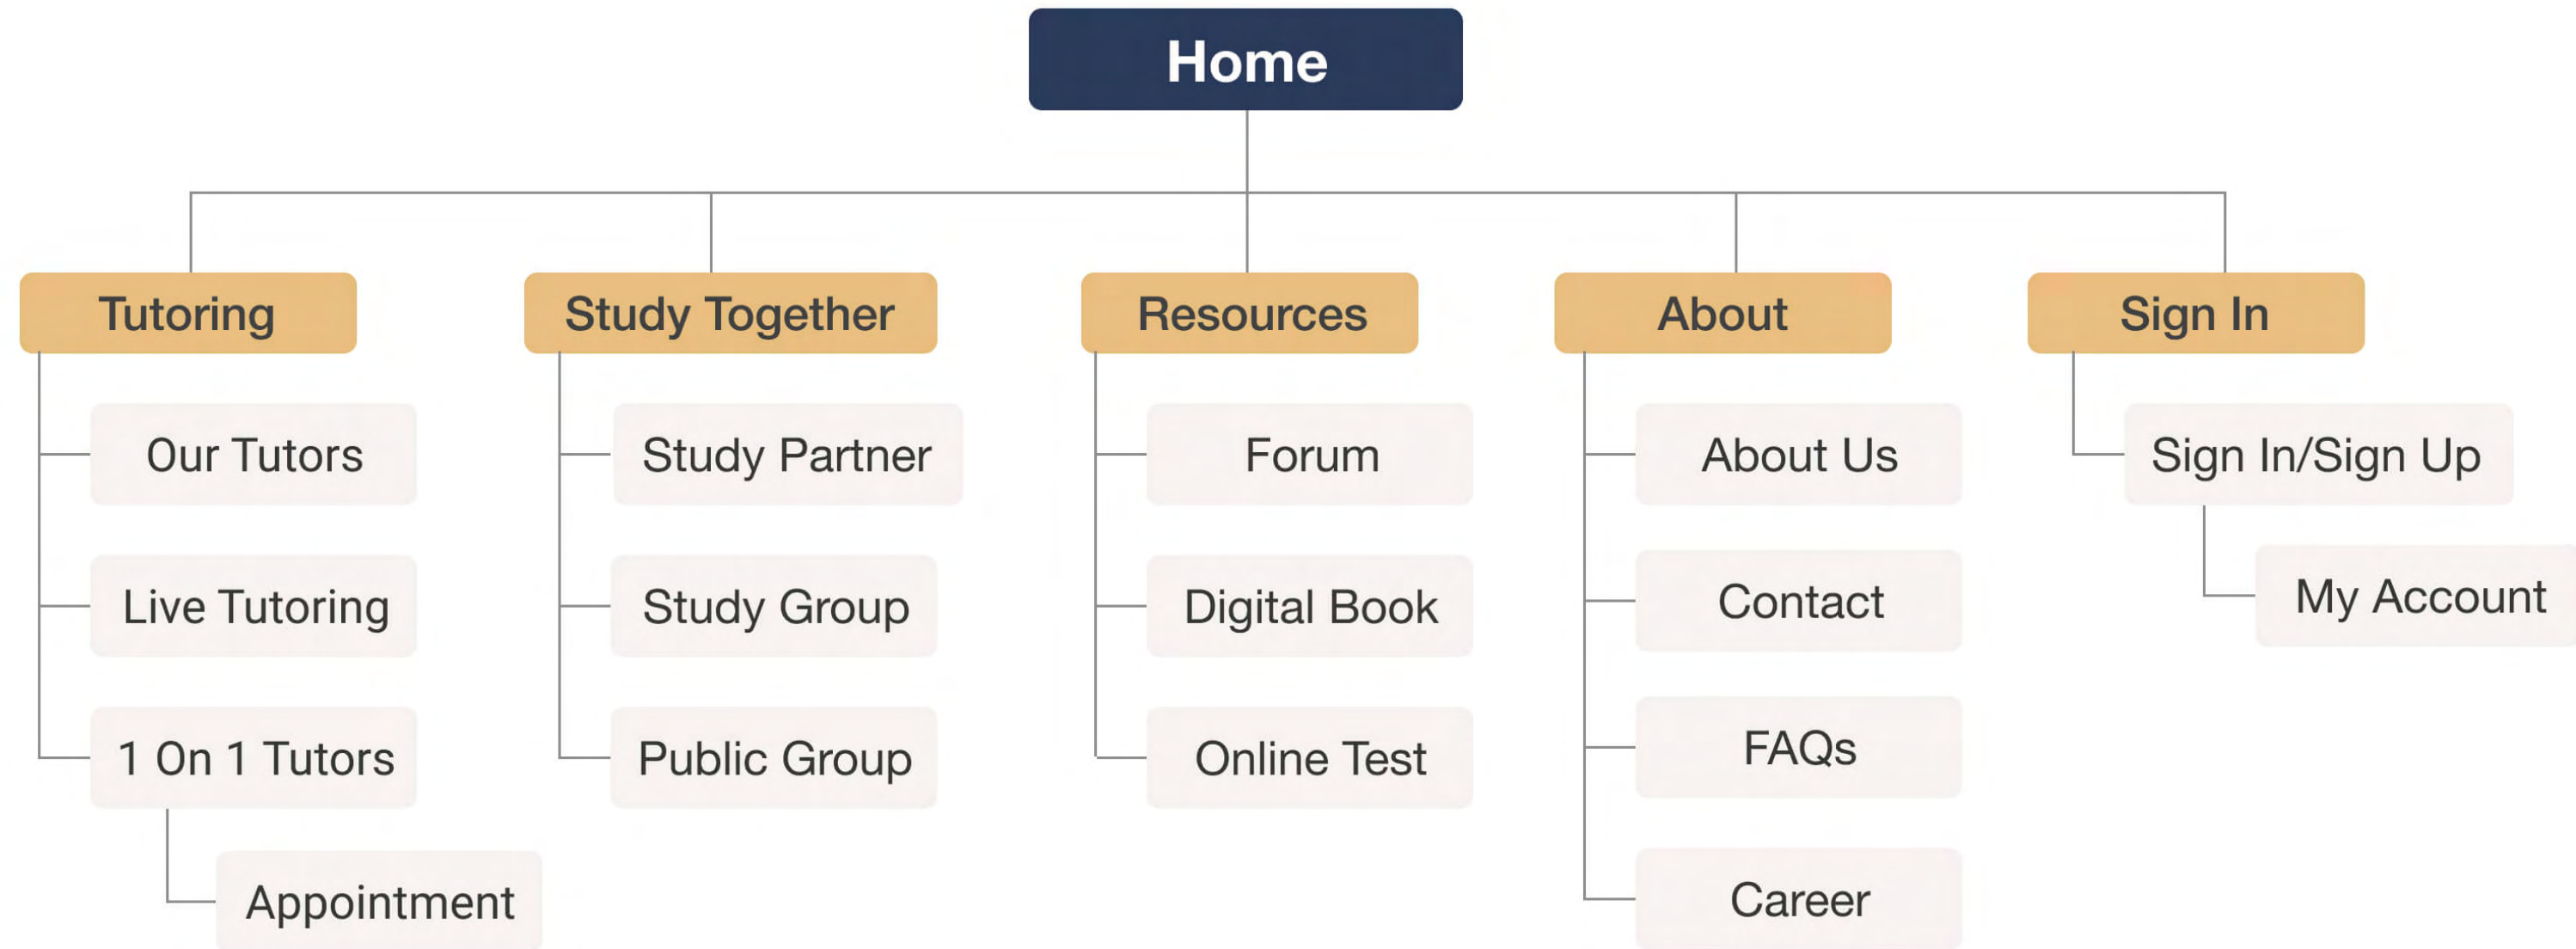 Home
Tutoring
Our Tutors
Live Tutoring
1 On 1 Tutors
Appointment
Study Together
Study Partner
Study Group
Public Group
Resources
Forum
Digital Book
Online Test
About
About Us
Contact
FAQs
Career
Sign In
Sign In/Sign Up
My Account